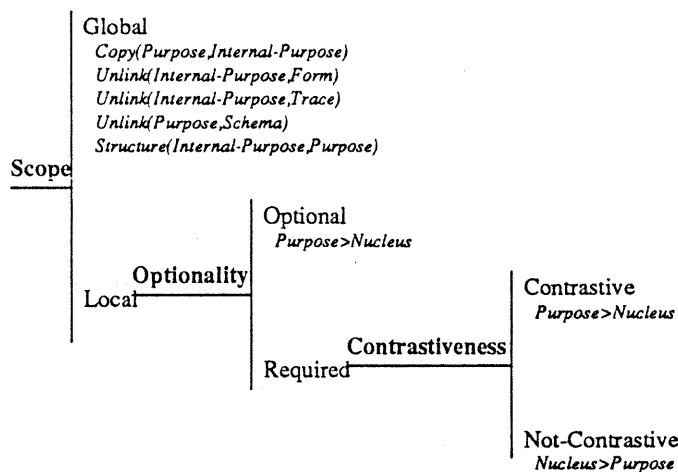 Global
Copy(Purpose,Internal-Purpose)
Unlink(Internal-Purpose,Form)
Unlink(Internal-Purpose,Trace)
Unlink(Purpose,Schema)
Structure(Internal-Purpose,Purpose)
Scope
Optional
Purpose>Nucleus
Optionality
Local
Contrastive
Purpose>Nucleus
Contrastiveness
Required
Not-Contrastive
Nucleus>Purpose